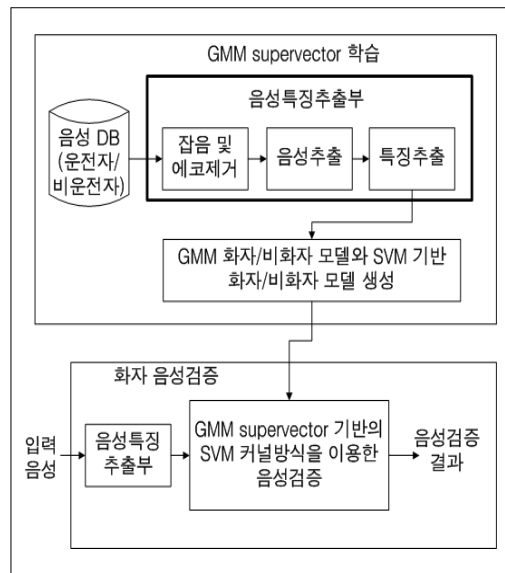 GMM supervector 학습
음성특징추출부
음성 DB
(운전자/
비운전자)
잡음 및
에코제거
음성추출
특징추출
GMM 화자/비화자 모델와 SVM 기반
화자/비화자 모델 생성
화자 음성검증
입력
음성
음성특징
추출부
GMM supervector 기반의
SVM 커널방식을 이용한
음성검증
음성검증
결과